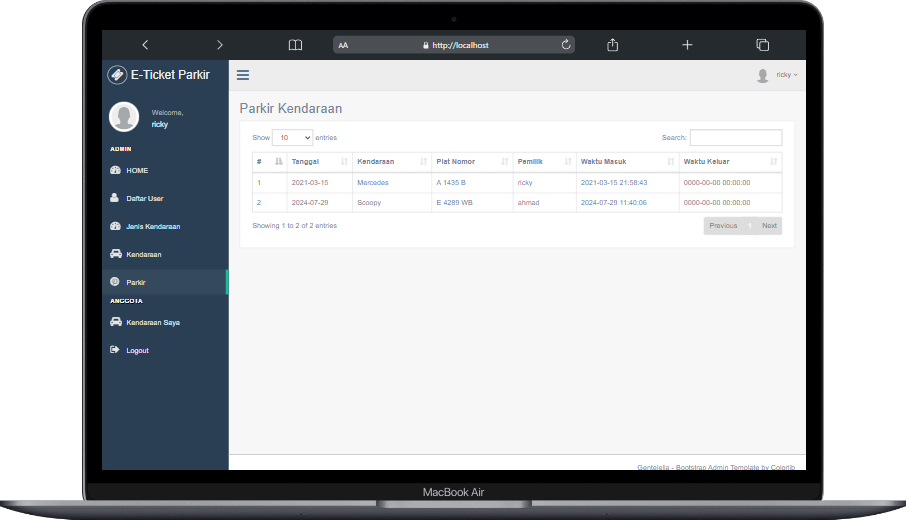 AA http://localhost
E-Ticket Parkir
ricky
Welcome,
ricky
ADMIN
HOME
Daftar User
Jenis Kendaraan
Kendaraan
Parkir
ANGGOTA
Kendaraan Saya
Logout
Parkir Kendaraan
Show 10 entries
Search:
# Tanggal Kendaraan Plat Nomor Pemilik Waktu Masuk Waktu Keluar
1 2021-03-15 Mercedes A 1435 B ricky 2021-03-15 21:58:43 0000-00-00 00:00:00
2 2024-07-29 Scoopy E 4289 WB ahmad 2024-07-29 11:40:06 0000-00-00 00:00:00
Showing 1 to 2 of 2 entries
Previous 1 Next
Gentelella - Bootstrap Admin Template by Colorlib
MacBook Air